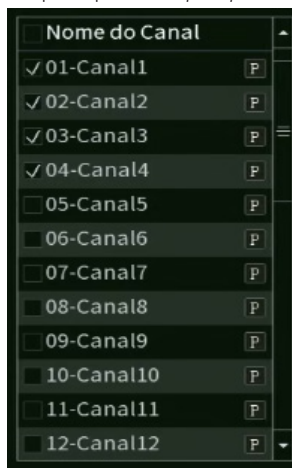 Nome do Canal
01-Canal1 P
02-Canal2 P
03-Canal3 P
04-Canal4 P
05-Canal5 P
06-Canal6 P
07-Canal7 P
08-Canal8 P
09-Canal9 P
10-Canal10 P
11-Canal11 P
12-Canal12 P